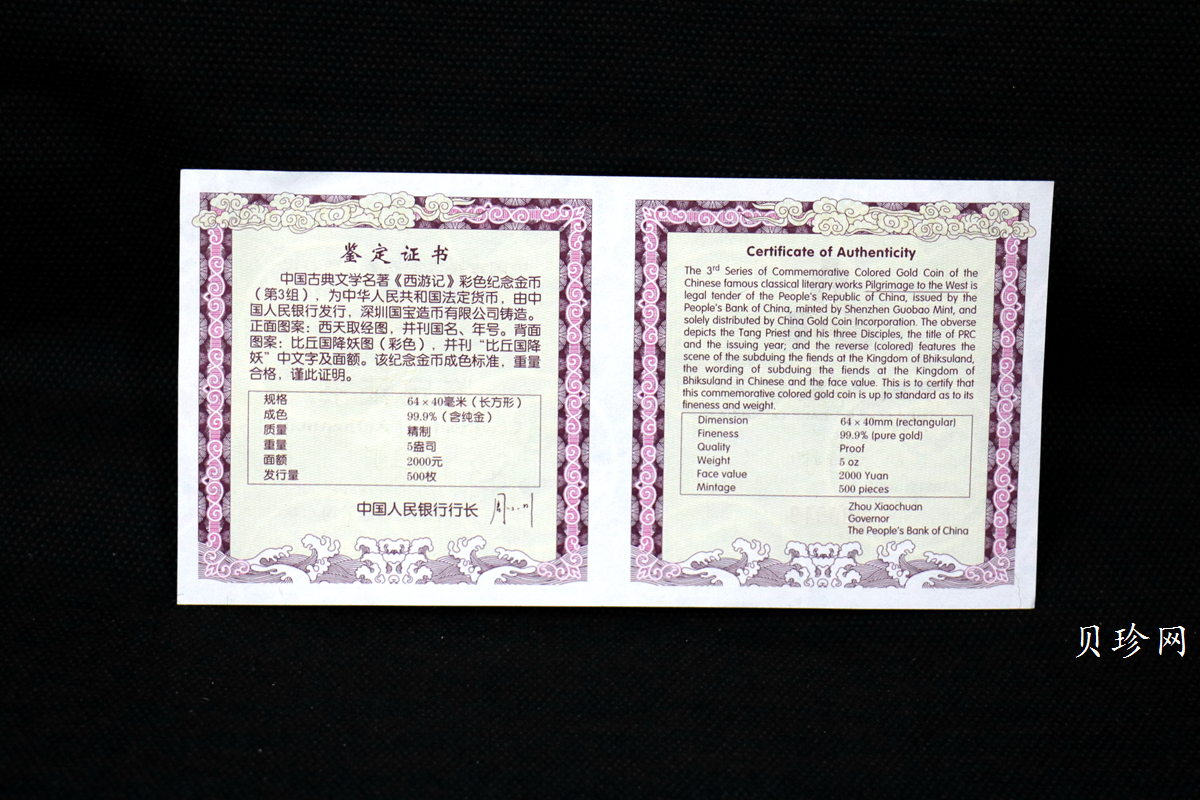 鉴定证书
中国古典文学名著《西游记》彩色纪念金币
（第3组），为中华人民共和国法定货币，由中
国人民银行发行，深圳国宝造币有限公司铸造。
正面图案：西天取经图，并刊国名、年号。背面
图案：比丘国降妖图（彩色），并刊“比丘国降
妖”中文字及面额。该纪念金币成色标准，重量
合格，谨此证明。
规格 64×40毫米（长方形）
成色 99.9%（含纯金）
质量 精制
重量 5盎司
面额 2000元
发行量 500枚
中国人民银行行长
Certificate of Authenticity
The 3rd Series of Commemorative Colored Gold Coin of the
Chinese famous classical literary works Pilgrimage to the West is
legal tender of the People's Republic of China, issued by the
People's Bank of China, minted by Shenzhen Guobao Mint, and
solely distributed by China Gold Coin Incorporation. The obverse
depicts the Tang Priest and his three Disciples, the title of PRC
and the issuing year; and the reverse (colored) features the
scene of the subduing the fiends at the Kingdom of Bhiksuland,
the wording of subduing the fiends at the Kingdom of
Bhiksuland in Chinese and the face value. This is to certify that
this commemorative colored gold coin is up to standard as to its
fineness and weight.
Dimension 64×40mm (rectangular)
Fineness 99.9% (pure gold)
Quality Proof
Weight 5 oz
Face value 2000 Yuan
Mintage 500 pieces
Zhou Xiaochuan
Governor
The People's Bank of China
贝珍网